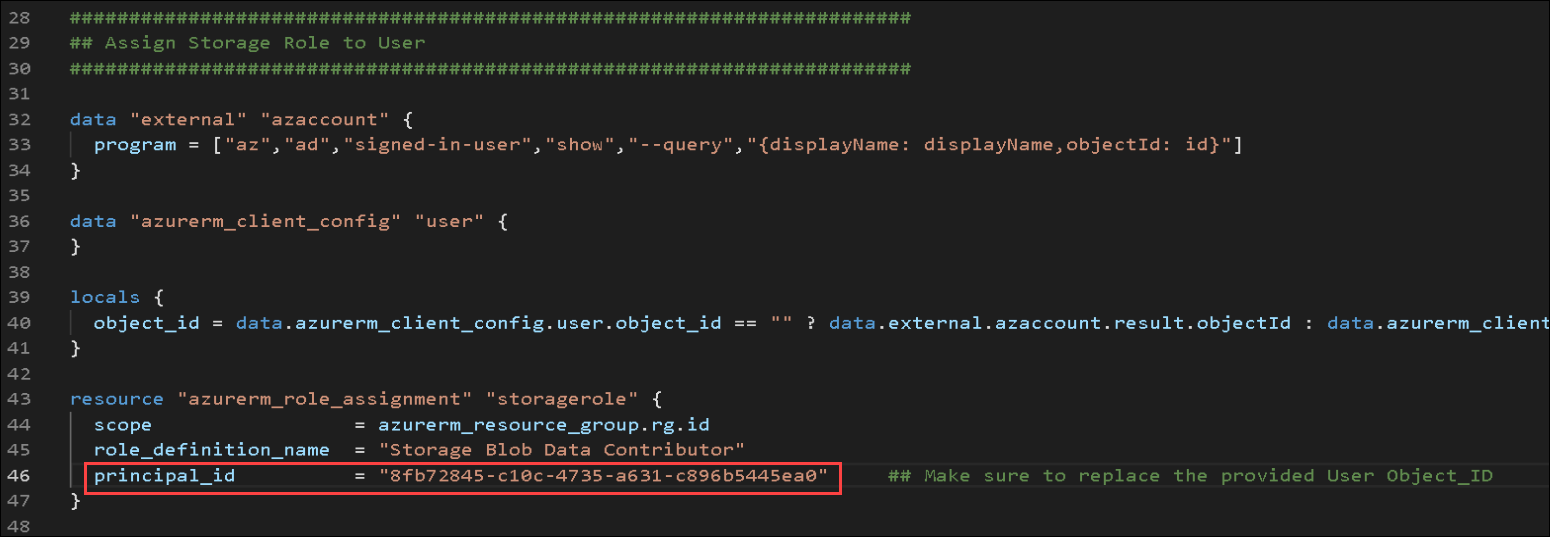 28 #######################################################################
29 ## Assign Storage Role to User
30 #######################################################################
31
32 data "external" "azaccount" {
33 program = ["az","ad","signed-in-user","show","--query","{displayName: displayName,objectId: id}"]
34 }
35
36 data "azurerm_client_config" "user" {
37 }
38
39 locals {
40 object_id = data.azurerm_client_config.user.object_id == "" ? data.external.azaccount.result.objectId : data.azurerm_client
41 }
42
43 resource "azurerm_role_assignment" "storagerole" {
44 scope = azurerm_resource_group.rg.id
45 role_definition_name = "Storage Blob Data Contributor"
46 principal_id = "8fb72845-c10c-4735-a631-c896b5445ea0" ## Make sure to replace the provided User Object_ID
47 }
48